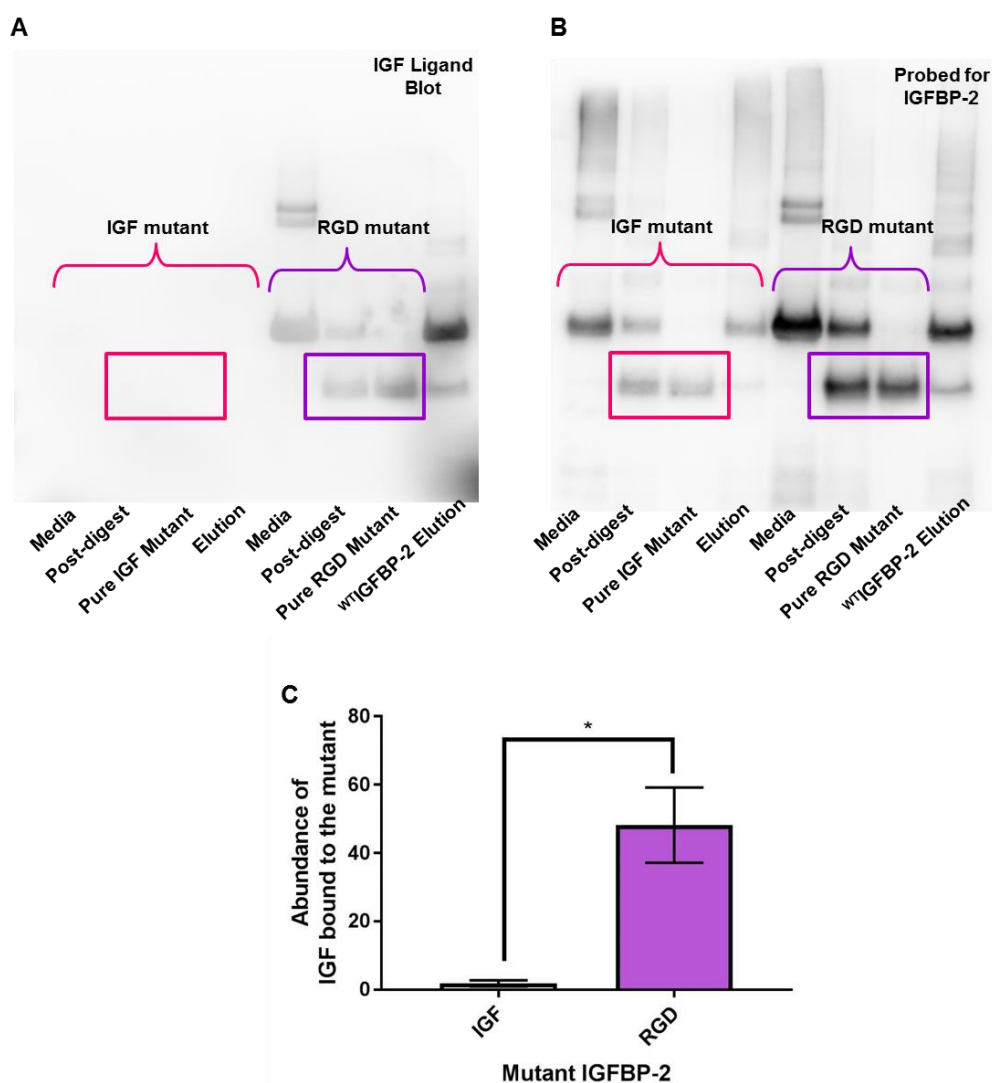 A
IGF Ligand
Blot
IGF mutant
RGD mutant
Media
Post-digest
Pure IGF Mutant
Elution
Media
Post-digest
Pure RGD Mutant
WTIGFBP-2 Elution
B
Probed for
IGFBP-2
IGF mutant
RGD mutant
Media
Post-digest
Pure IGF Mutant
Elution
Media
Post-digest
Pure RGD Mutant
WTIGFBP-2 Elution
C
Abundance of
IGF bound to the mutant
80
60
40
20
0
*
IGF
RGD
Mutant IGFBP-2